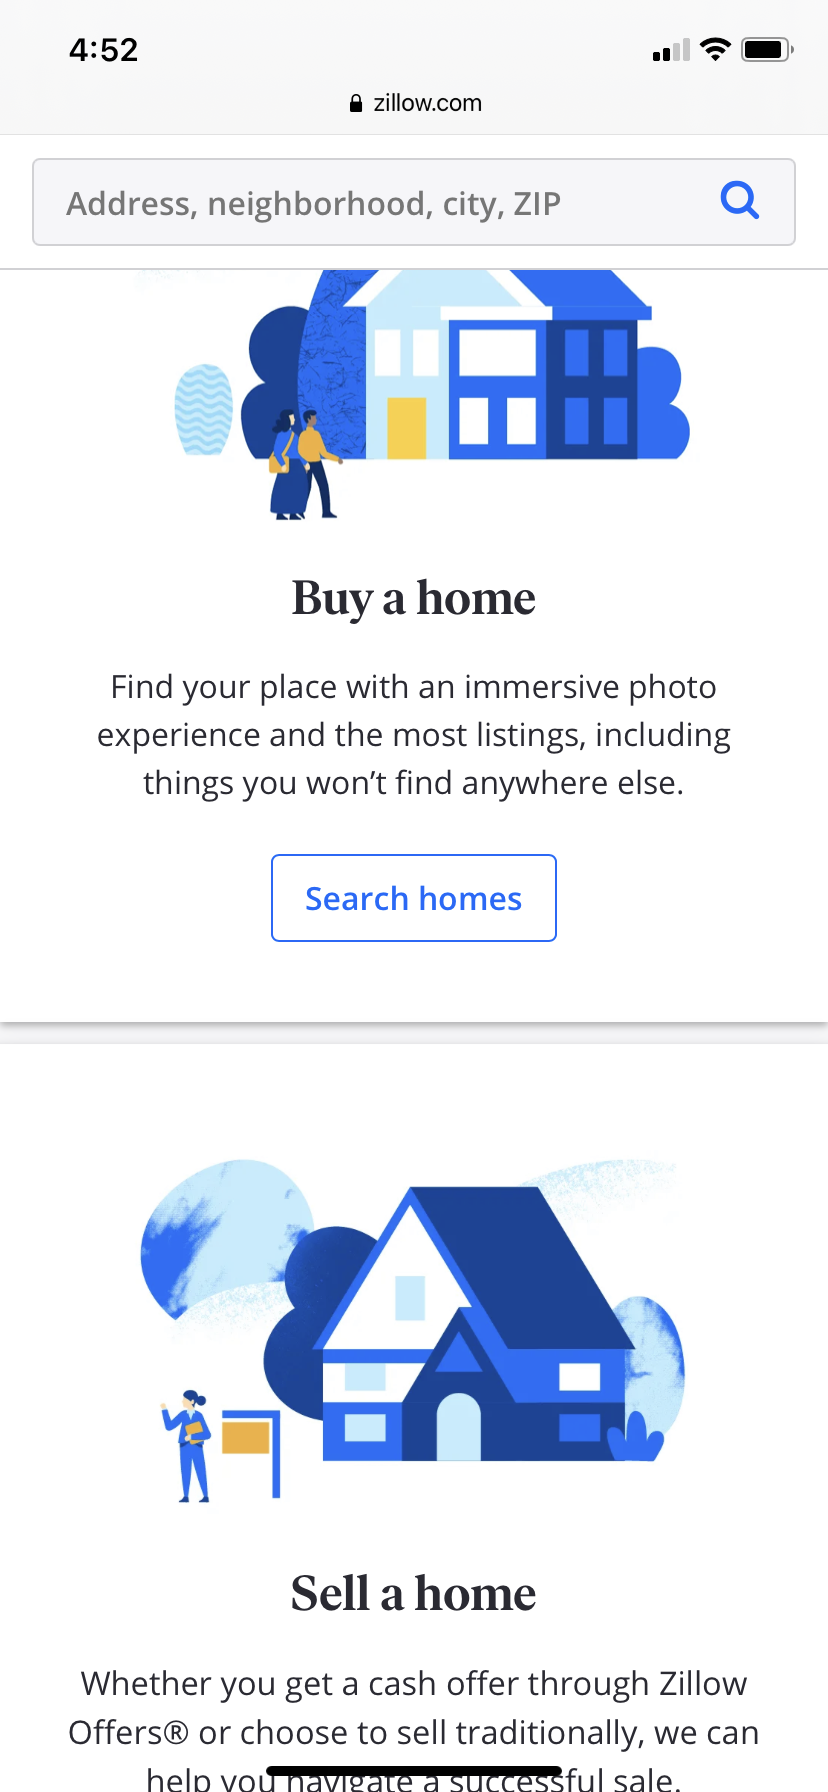 4:52
zillow.com
Address, neighborhood, city, ZIP
Buy a home
Find your place with an immersive photo
experience and the most listings, including
things you won’t find anywhere else.
Search homes
Sell a home
Whether you get a cash offer through Zillow
Offers® or choose to sell traditionally, we can
help you navigate a successful sale.